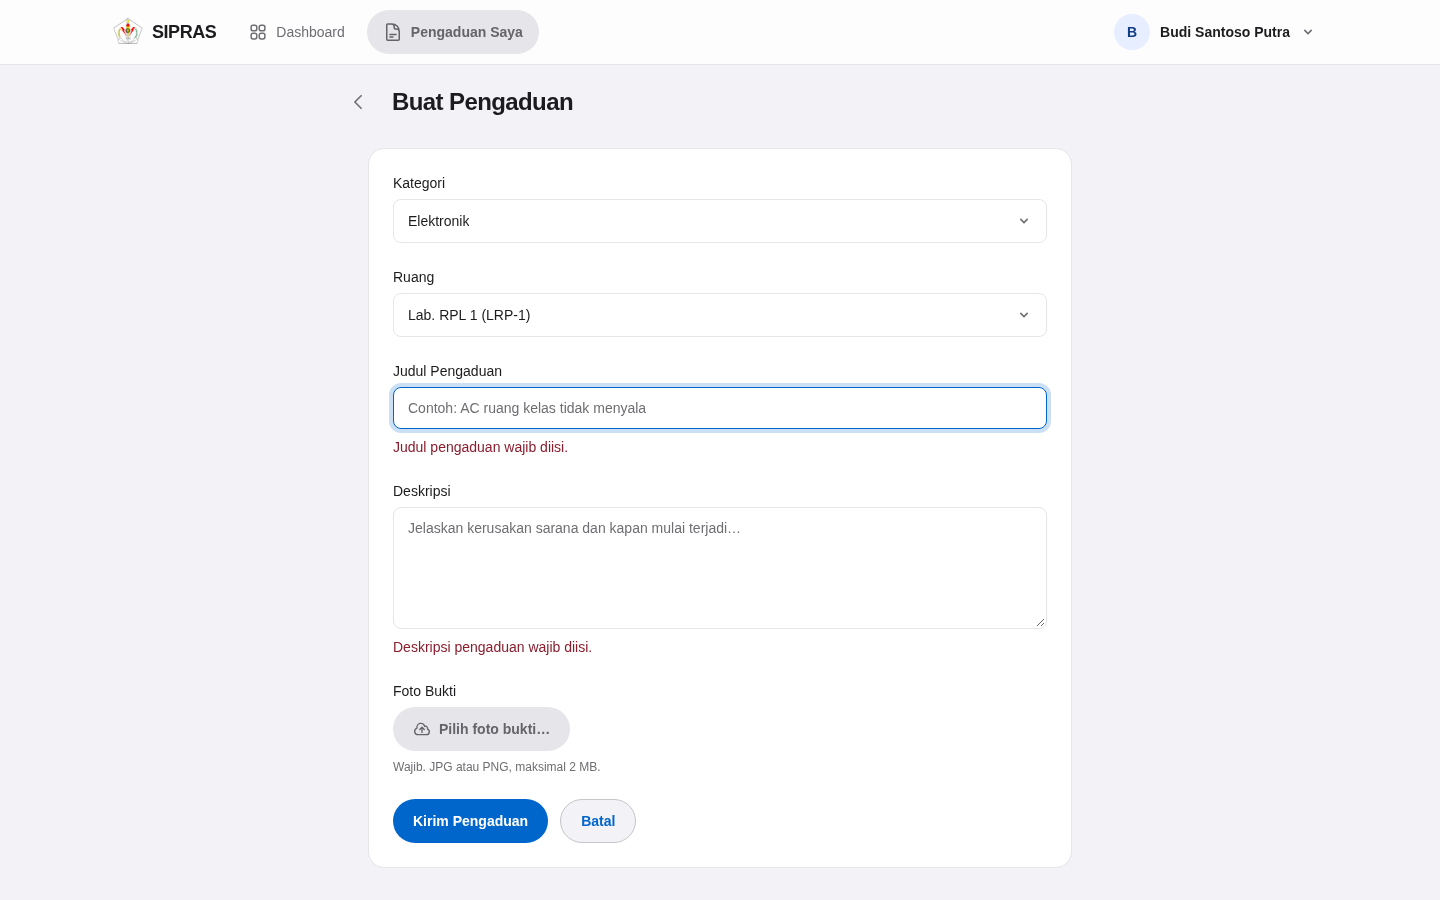 SIPRAS
Dashboard
Pengaduan Saya
B
Budi Santoso Putra
Buat Pengaduan
Kategori
Elektronik
Ruang
Lab. RPL 1 (LRP-1)
Judul Pengaduan
Contoh: AC ruang kelas tidak menyala
Judul pengaduan wajib diisi.
Deskripsi
Jelaskan kerusakan sarana dan kapan mulai terjadi…
Deskripsi pengaduan wajib diisi.
Foto Bukti
Pilih foto bukti…
Wajib. JPG atau PNG, maksimal 2 MB.
Kirim Pengaduan
Batal